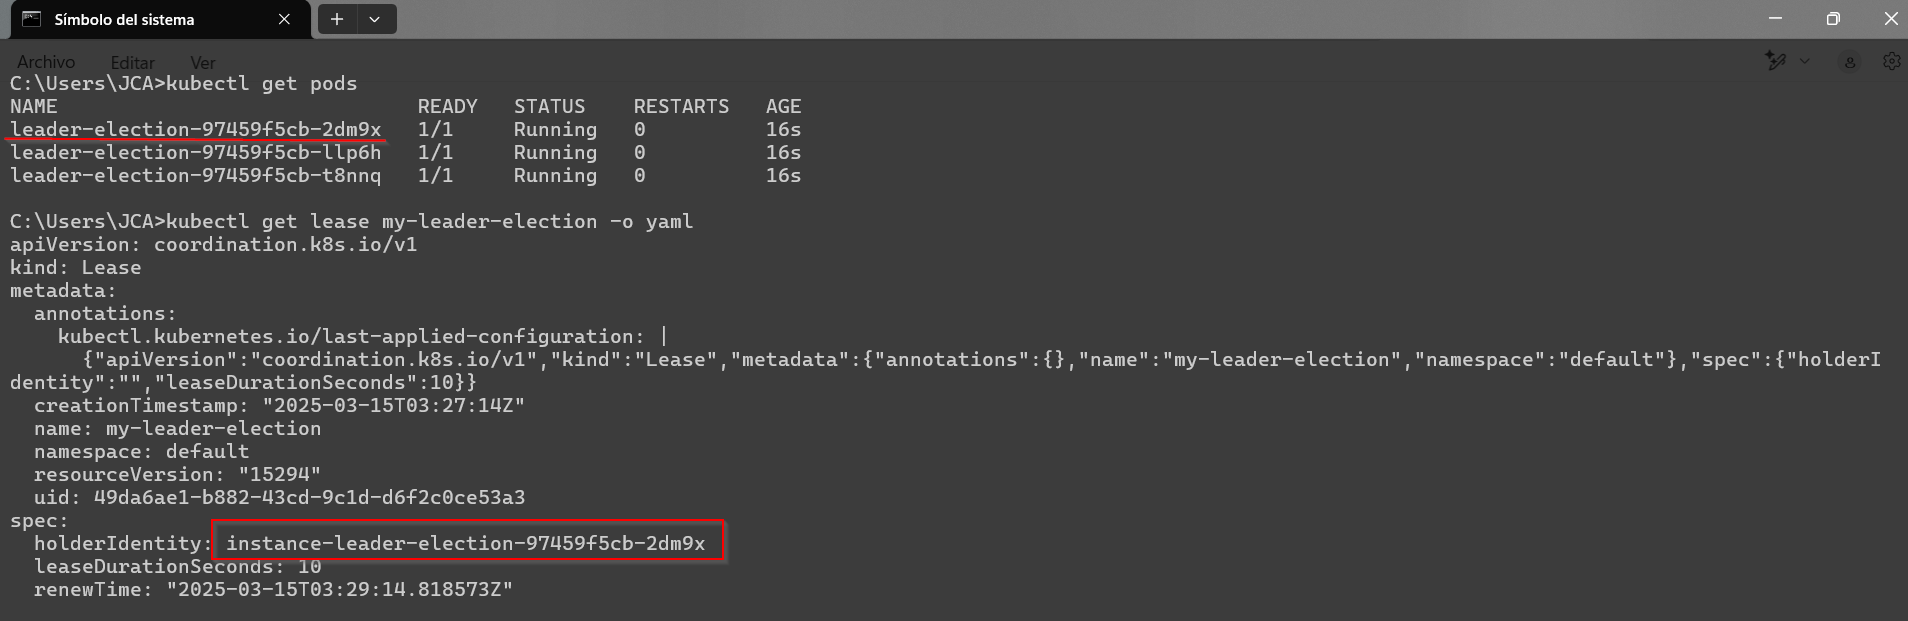 Símbolo del sistema
Archivo Editar Ver
C:\Users\JCA>kubectl get pods
NAME READY STATUS RESTARTS AGE
leader-election-97459f5cb-2dm9x 1/1 Running 0 16s
leader-election-97459f5cb-llp6h 1/1 Running 0 16s
leader-election-97459f5cb-t8nnq 1/1 Running 0 16s
C:\Users\JCA>kubectl get lease my-leader-election -o yaml
apiVersion: coordination.k8s.io/v1
kind: Lease
metadata:
  annotations:
    kubectl.kubernetes.io/last-applied-configuration: |
      {"apiVersion":"coordination.k8s.io/v1","kind":"Lease","metadata":{"annotations":{},"name":"my-leader-election","namespace":"default"},"spec":{"holderI
dentity":"","leaseDurationSeconds":10}}
  creationTimestamp: "2025-03-15T03:27:14Z"
  name: my-leader-election
  namespace: default
  resourceVersion: "15294"
  uid: 49da6ae1-b882-43cd-9c1d-d6f2c0ce53a3
spec:
  holderIdentity: instance-leader-election-97459f5cb-2dm9x
  leaseDurationSeconds: 10
  renewTime: "2025-03-15T03:29:14.818573Z"